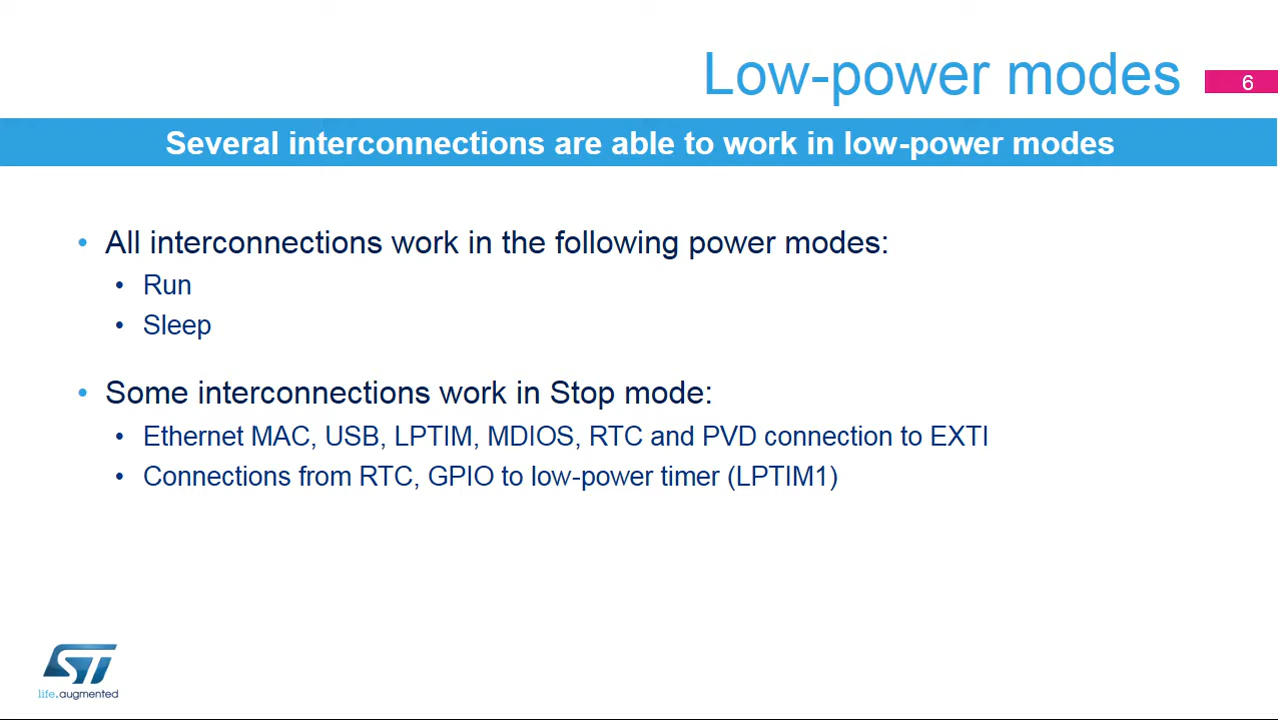 Low-power modes
6
Several interconnections are able to work in low-power modes
• All interconnections work in the following power modes:
• Run
• Sleep
• Some interconnections work in Stop mode:
• Ethernet MAC, USB, LPTIM, MDIOS, RTC and PVD connection to EXTI
• Connections from RTC, GPIO to low-power timer (LPTIM1)
ST
life.augmented